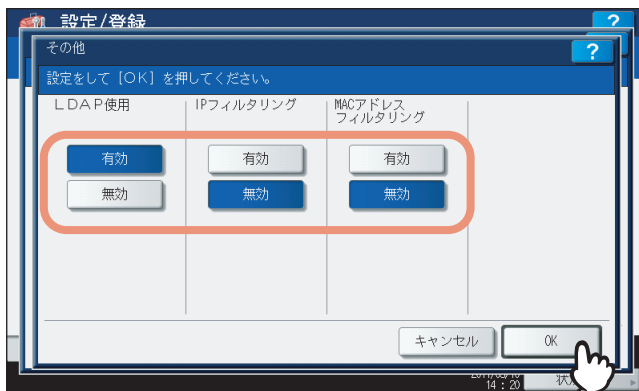 設定/登録
?
その他
?
設定をして [OK] を押してください。
LDAP使用
IPフィルタリング
MACアドレス
フィルタリング
有効
有効
有効
無効
無効
無効
キャンセル
OK
14：20